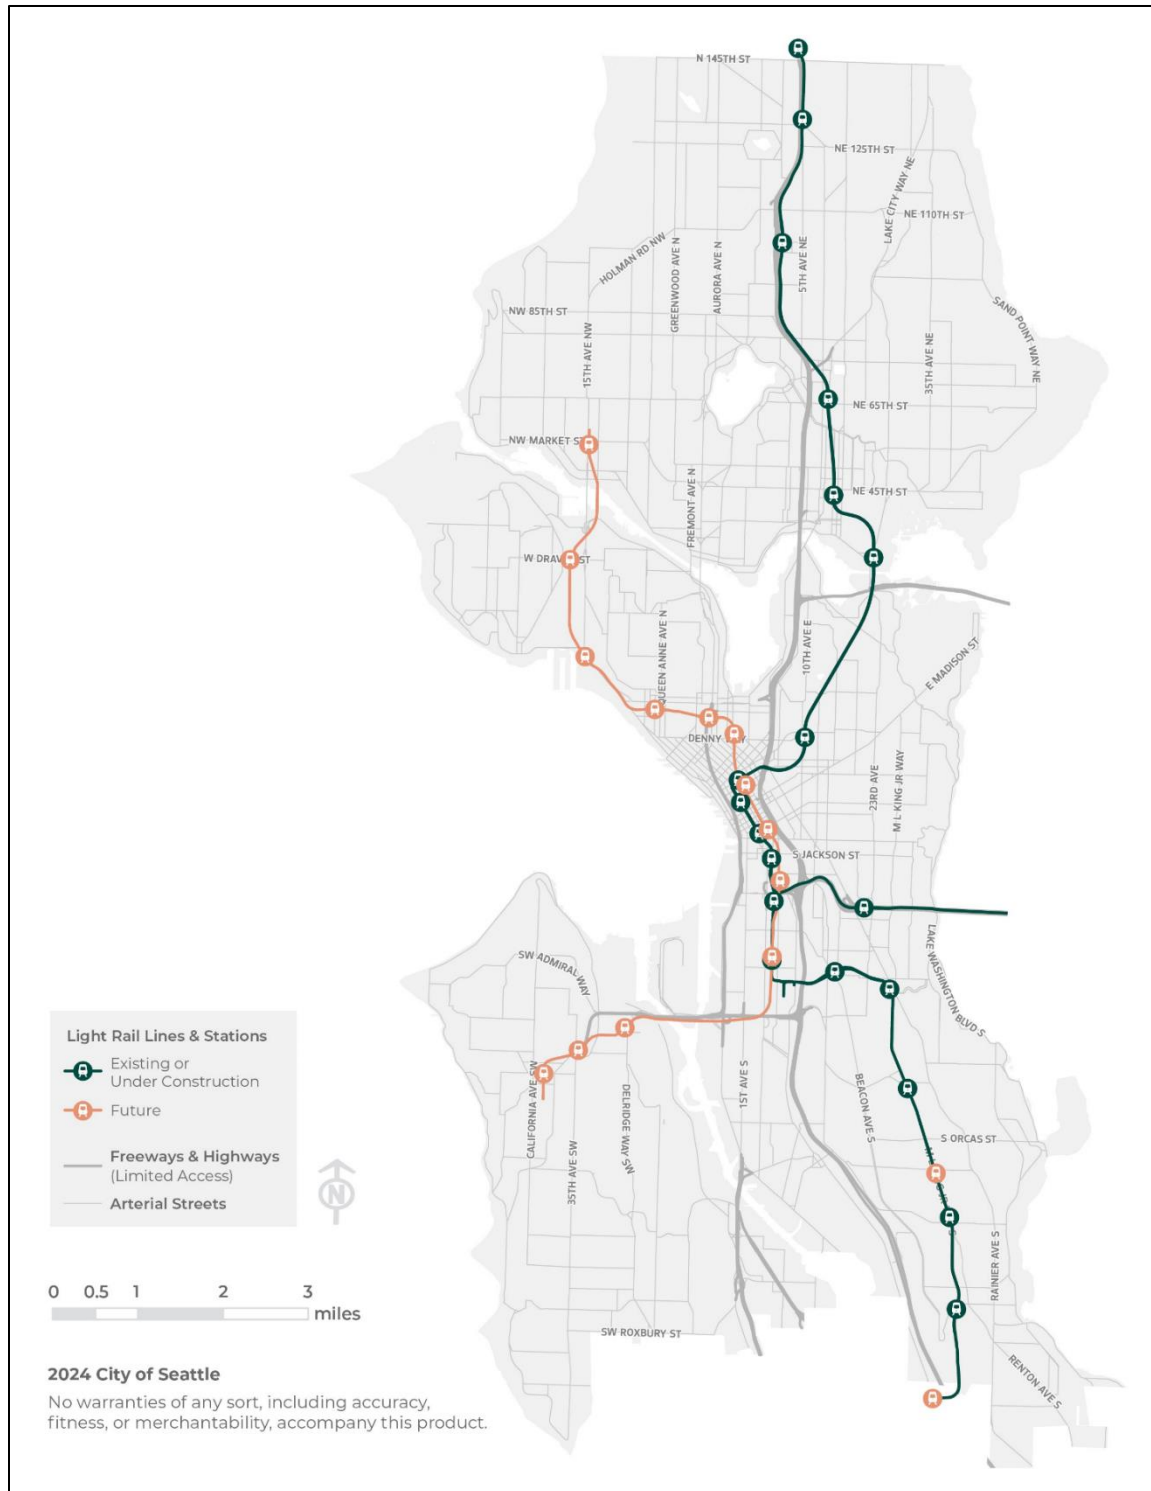 N 145TH ST
NE 125TH ST
LAKE CITY WAY NE
NE 110TH ST
HOLMAN RD NW
GREENWOOD AVE N
AURORA AVE N
5TH AVE NE
SAND POINT WAY NE
NW 85TH ST
15TH AVE NW
35TH AVE NE
NE 65TH ST
NW MARKET ST
FREMONT AVE N
NE 45TH ST
W DRAV ST
QUEEN ANNE AVE N
10TH AVE E
E MADISON ST
DENNY
23RD AVE
M L KING JR WAY
S JACKSON ST
LAKE WASHINGTON BLVD S
SW ADMIRAL WAY
CALIFORNIA AVE SW
35TH AVE SW
DELRIDGE WAY SW
1ST AVE S
BEACON AVE S
S ORCAS ST
RAINIER AVE S
RENTON AVE S
SW ROXBURY ST
Light Rail Lines & Stations
Existing or
Under Construction
Future
Freeways & Highways
(Limited Access)
Arterial Streets
N
0 0.5 1 2 3
miles
2024 City of Seattle
No warranties of any sort, including accuracy,
fitness, or merchantability, accompany this product.